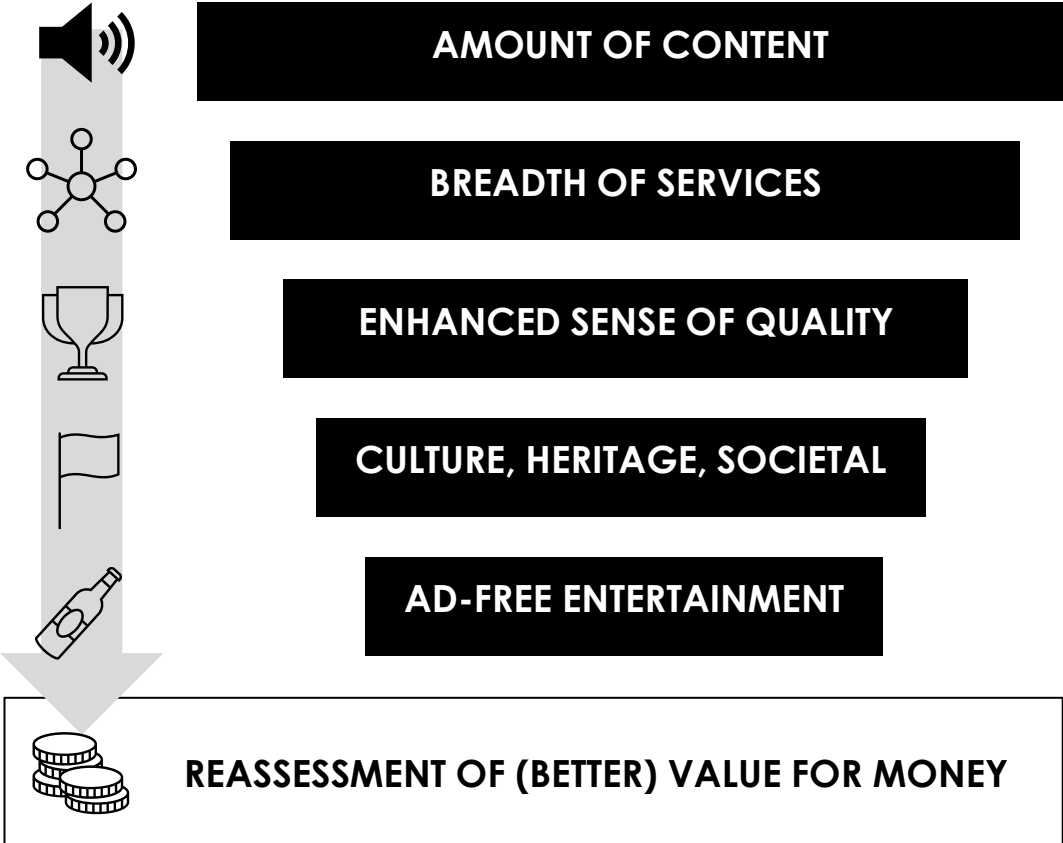 AMOUNT OF CONTENT
BREADTH OF SERVICES
ENHANCED SENSE OF QUALITY
CULTURE, HERITAGE, SOCIETAL
AD-FREE ENTERTAINMENT
REASSESSMENT OF (BETTER) VALUE FOR MONEY